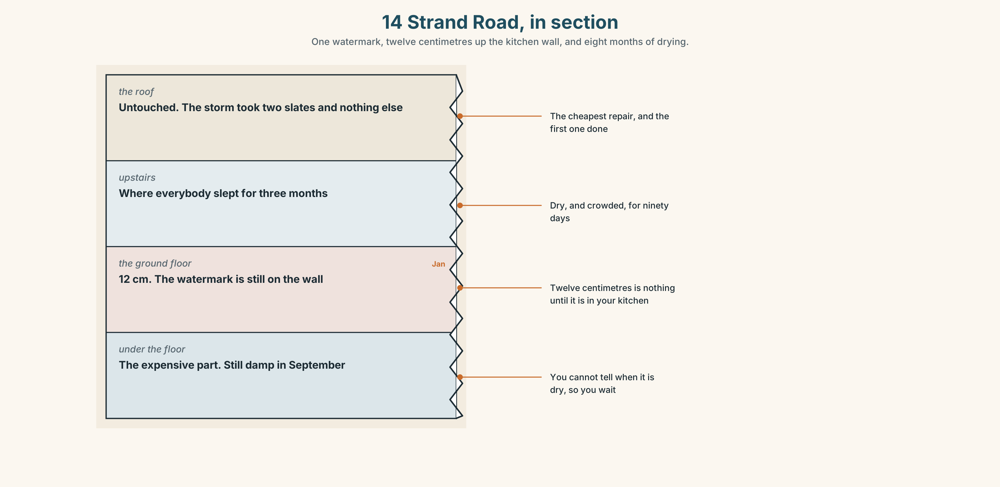 14 Strand Road, in section
One watermark, twelve centimetres up the kitchen wall, and eight months of drying.
the roof
Untouched. The storm took two slates and nothing else
The cheapest repair, and the
first one done
upstairs
Where everybody slept for three months
Dry, and crowded, for ninety
days
the ground floor
Jan
12 cm. The watermark is still on the wall
Twelve centimetres is nothing
until it is in your kitchen
under the floor
The expensive part. Still damp in September
You cannot tell when it is
dry, so you wait